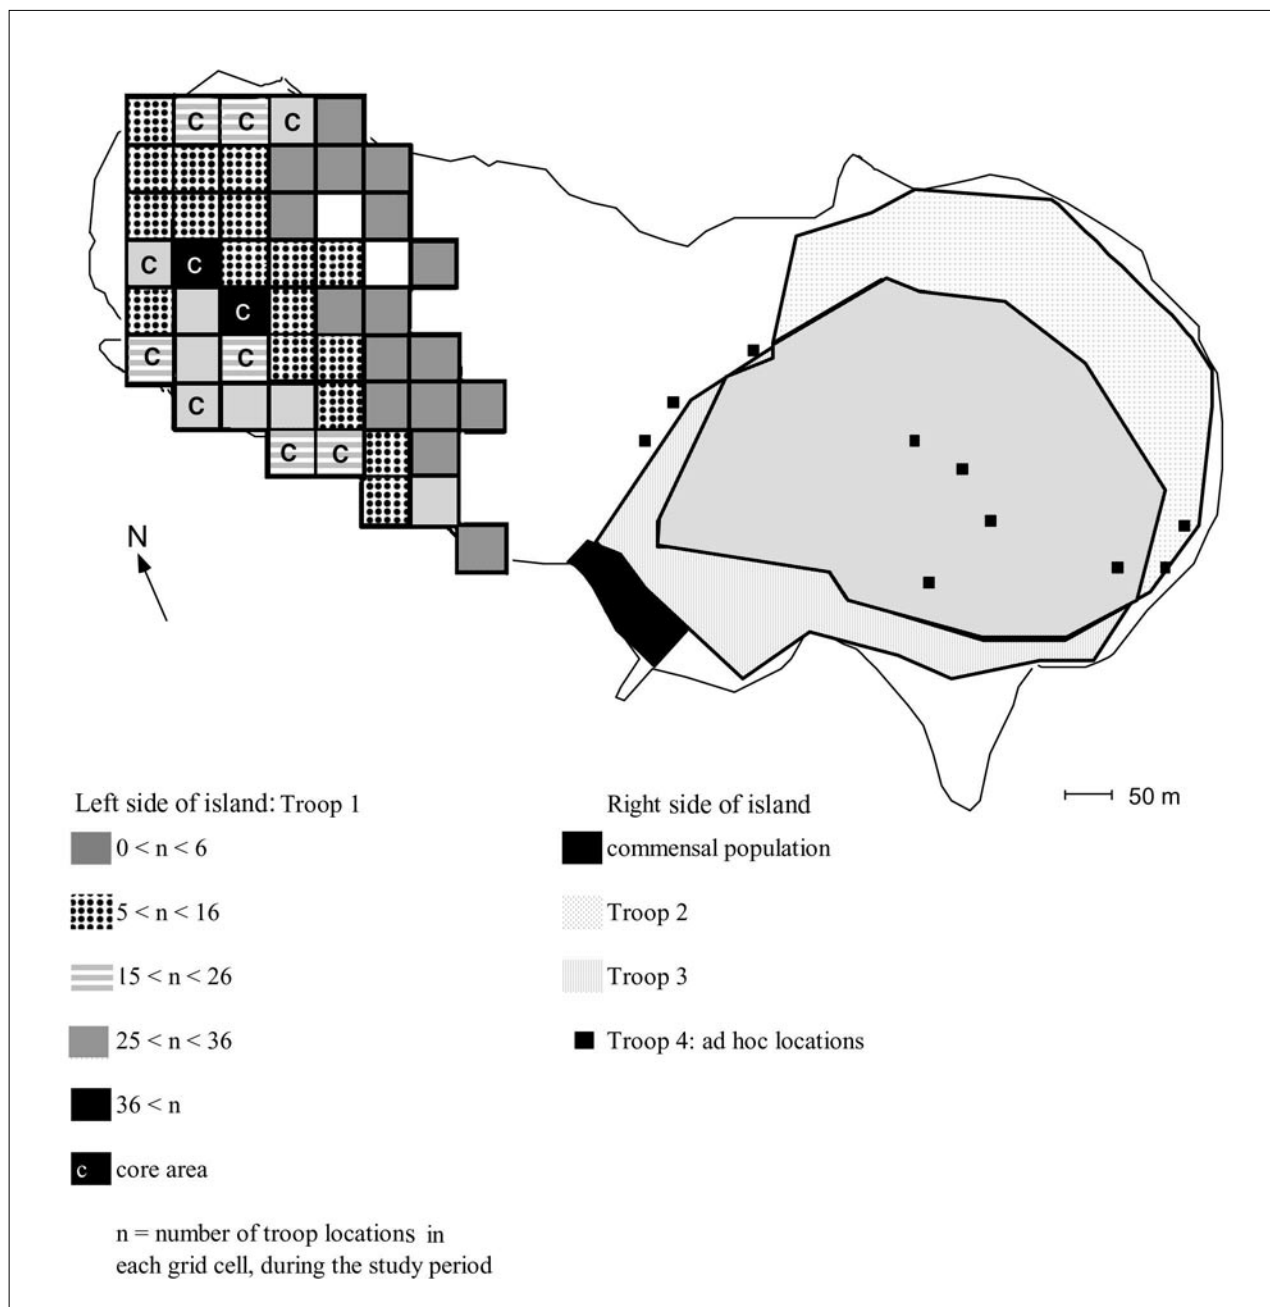 C C C
C C
C
C C
C
C C
N
50 m
Left side of island: Troop 1
0 < n < 6
5 < n < 16
15 < n < 26
25 < n < 36
36 < n
c core area
n = number of troop locations in
each grid cell, during the study period
Right side of island
commensal population
Troop 2
Troop 3
Troop 4: ad hoc locations